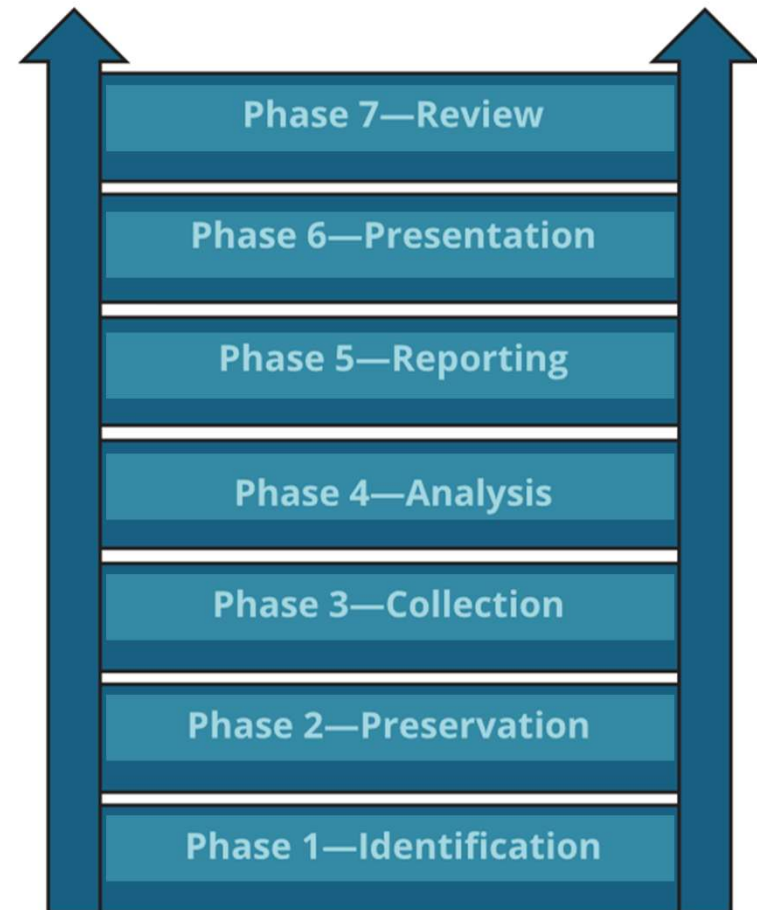 Phase 7—Review
Phase 6—Presentation
Phase 5—Reporting
Phase 4—Analysis
Phase 3—Collection
Phase 2—Preservation
Phase 1—Identification